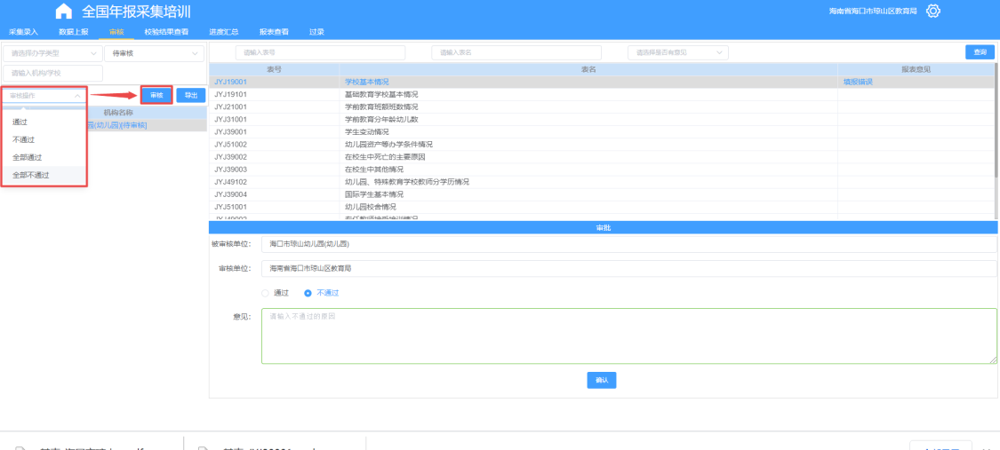 全国年报采集培训
海南省海口市琼山区教育局
采集录入 数据上报 审核 校验结果查看 进度汇总 报表查看 过录
请选择办学类型 待审核
请输入表号 请输入表名 请选择是否有意见 查询
请输入机构/学校
表号 表名 报表意见
JYJ19001 学校基本情况 填报错误
审核操作 审核 导出
JYJ19101 基础教育学校基本情况
JYJ21001 学前教育班额班数情况
机构名称
JYJ31001 学前教育分年龄幼儿数
通过
园(幼儿园)[待审核]
JYJ39001 学生变动情况
不通过
JYJ51002 幼儿园资产等办学条件情况
全部通过
JYJ39002 在校生中死亡的主要原因
JYJ39003 在校生中其他情况
全部不通过
JYJ49102 幼儿园、特殊教育学校教师分学历情况
JYJ39004 国际学生基本情况
JYJ51001 幼儿园校舍情况
审批
被审核单位: 海口市琼山幼儿园(幼儿园)
审核单位: 海南省海口市琼山区教育局
通过 不通过
意见: 请输入不通过的原因
确认